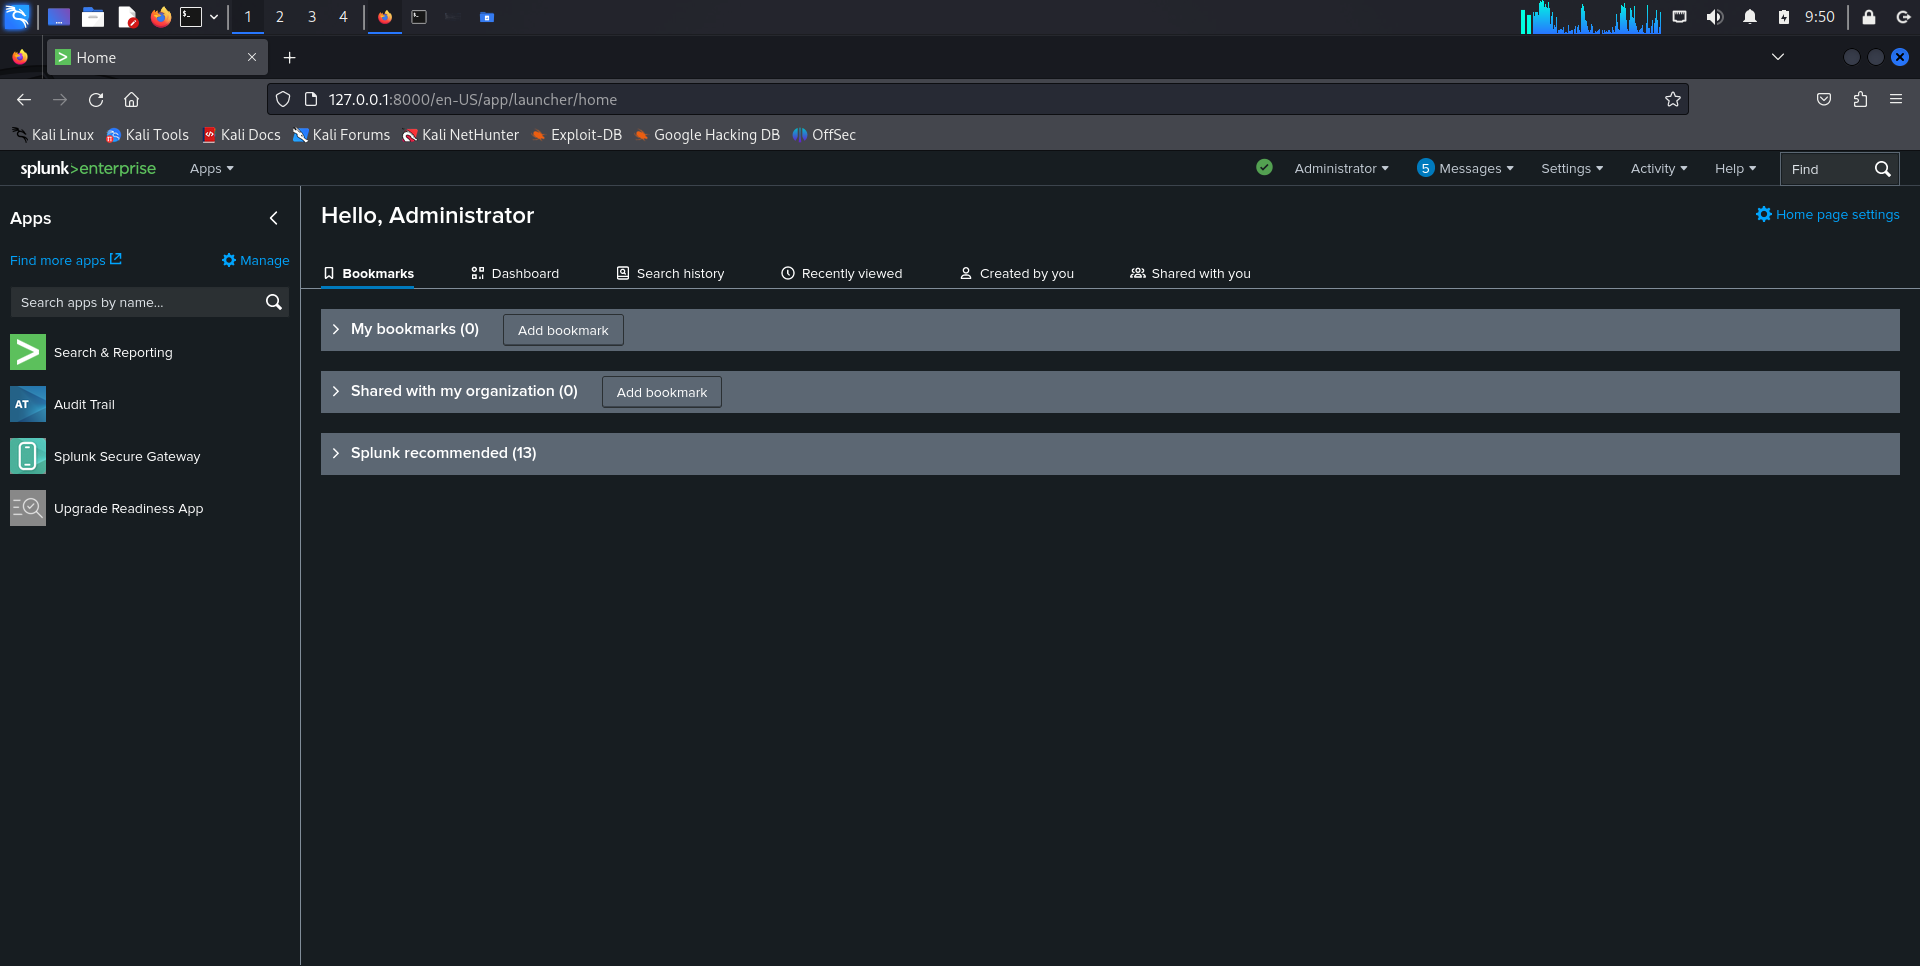 1 2 3 4 9:50
Home
127.0.0.1:8000/en-US/app/launcher/home
Kali Linux Kali Tools Kali Docs Kali Forums Kali NetHunter Exploit-DB Google Hacking DB OffSec
splunk>enterprise Apps Administrator 5 Messages Settings Activity Help Find
Apps
Hello, Administrator
Home page settings
Find more apps Manage
Bookmarks Dashboard Search history Recently viewed Created by you Shared with you
Search apps by name...
My bookmarks (0) Add bookmark
Search & Reporting
Shared with my organization (0) Add bookmark
AT Audit Trail
Splunk recommended (13)
Splunk Secure Gateway
Upgrade Readiness App